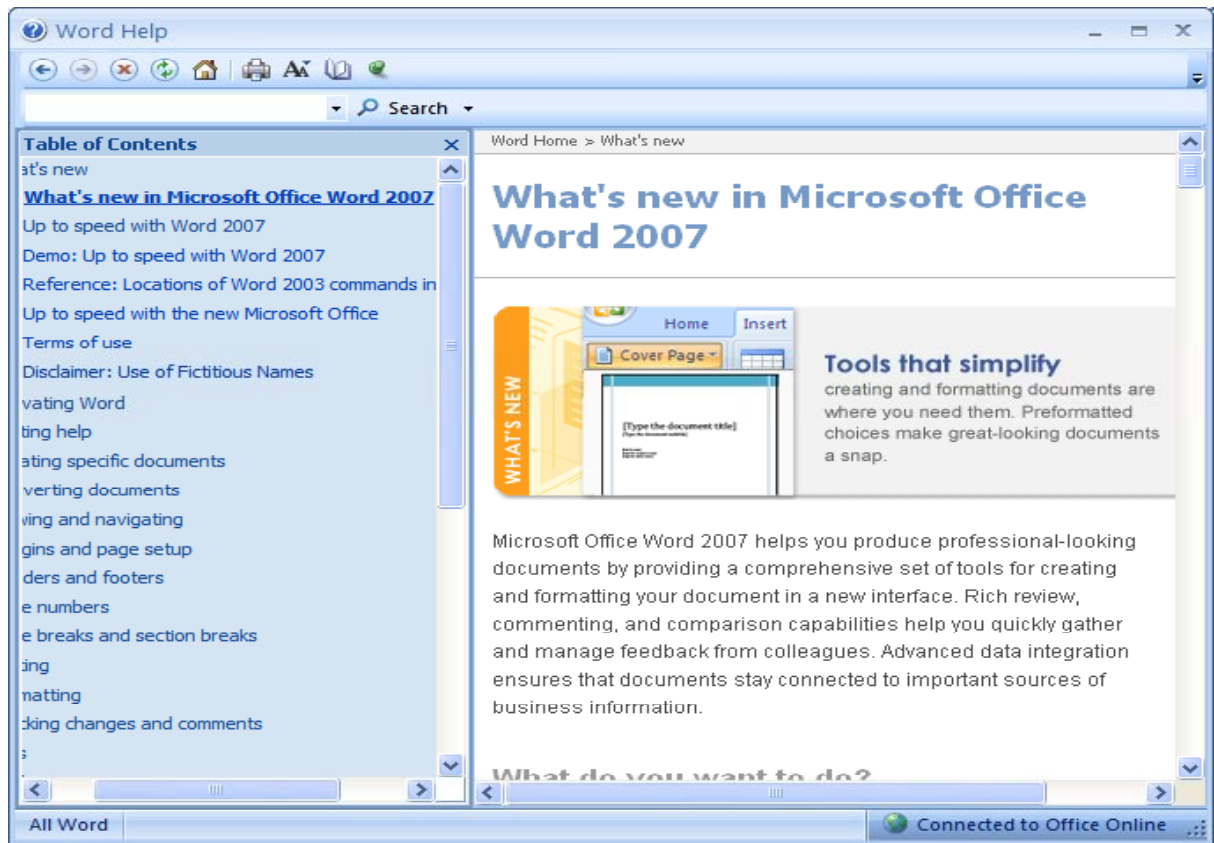 Word Help
Search
Table of Contents
at's new
What's new in Microsoft Office Word 2007
Up to speed with Word 2007
Demo: Up to speed with Word 2007
Reference: Locations of Word 2003 commands in
Up to speed with the new Microsoft Office
Terms of use
Disclaimer: Use of Fictitious Names
vating Word
ting help
ating specific documents
verting documents
wing and navigating
gins and page setup
ders and footers
e numbers
e breaks and section breaks
ting
matting
cking changes and comments
s
Word Home > What's new
What's new in Microsoft Office
Word 2007
WHAT'S NEW
Home Insert
Cover Page
[Type the document title]
Tools that simplify
creating and formatting documents are
where you need them. Preformatted
choices make great-looking documents
a snap.
Microsoft Office Word 2007 helps you produce professional-looking
documents by providing a comprehensive set of tools for creating
and formatting your document in a new interface. Rich review,
commenting, and comparison capabilities help you quickly gather
and manage feedback from colleagues. Advanced data integration
ensures that documents stay connected to important sources of
business information.
What do you want to do?
All Word
Connected to Office Online